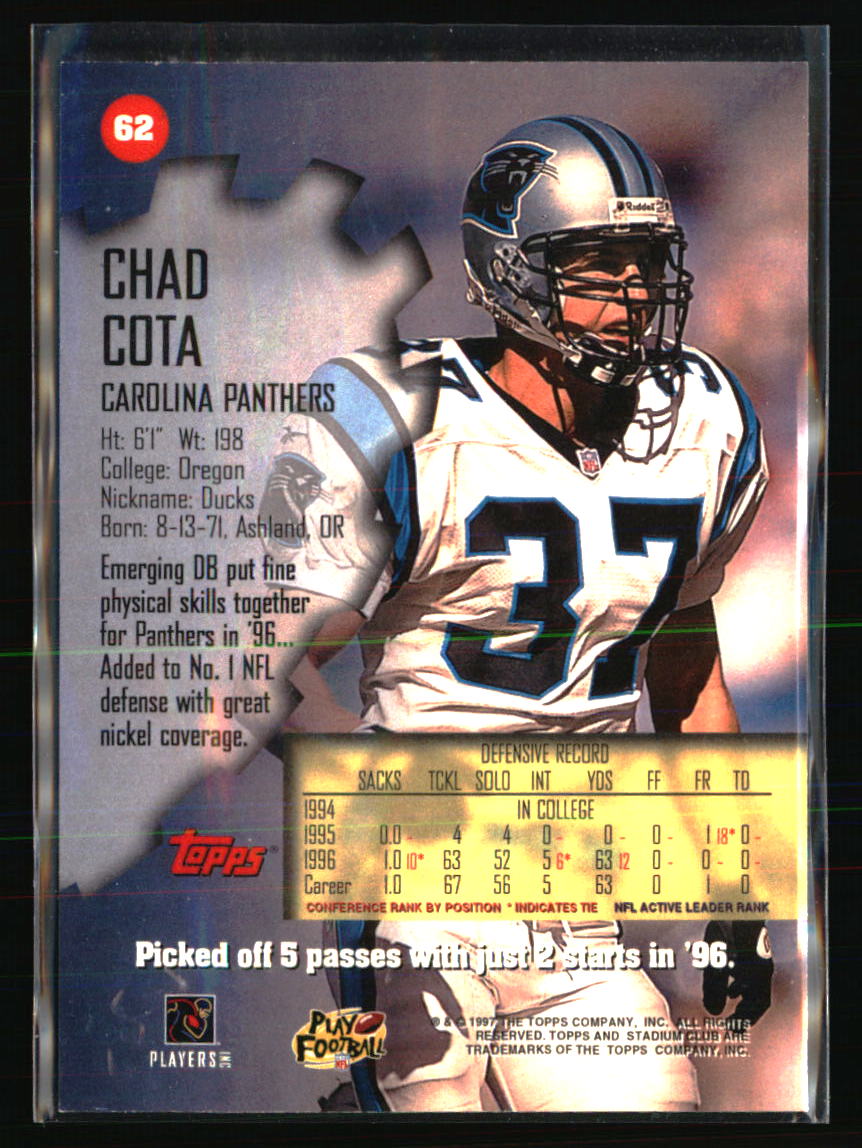 62
CHAD
COTA
CAROLINA PANTHERS
Ht: 6'1" Wt: 198
College: Oregon
Nickname: Ducks
Born: 8-13-71, Ashland, OR
Emerging DB put fine
physical skills together
for Panthers in '96...
Added to No. 1 NFL
defense with great
nickel coverage.
Riddell
37
37
NFL
DEFENSIVE RECORD
SACKS TCKL SOLO INT YDS FF FR TD
1994 IN COLLEGE
1995 0.0 - 4 4 0 - 0 - 0 - 1 18* 0 -
1996 1.0 10* 63 52 5 6* 63 12 0 - 0 - 0 -
Career 1.0 67 56 5 63 0 1 0
CONFERENCE RANK BY POSITION * INDICATES TIE NFL ACTIVE LEADER RANK
Topps®
Picked off 5 passes with just 2 starts in '96.
PLAYERS INC
PLAY FOOTBALL
NFL
® & © 1997 THE TOPPS COMPANY, INC. ALL RIGHTS
RESERVED. TOPPS AND STADIUM CLUB ARE
TRADEMARKS OF THE TOPPS COMPANY, INC.